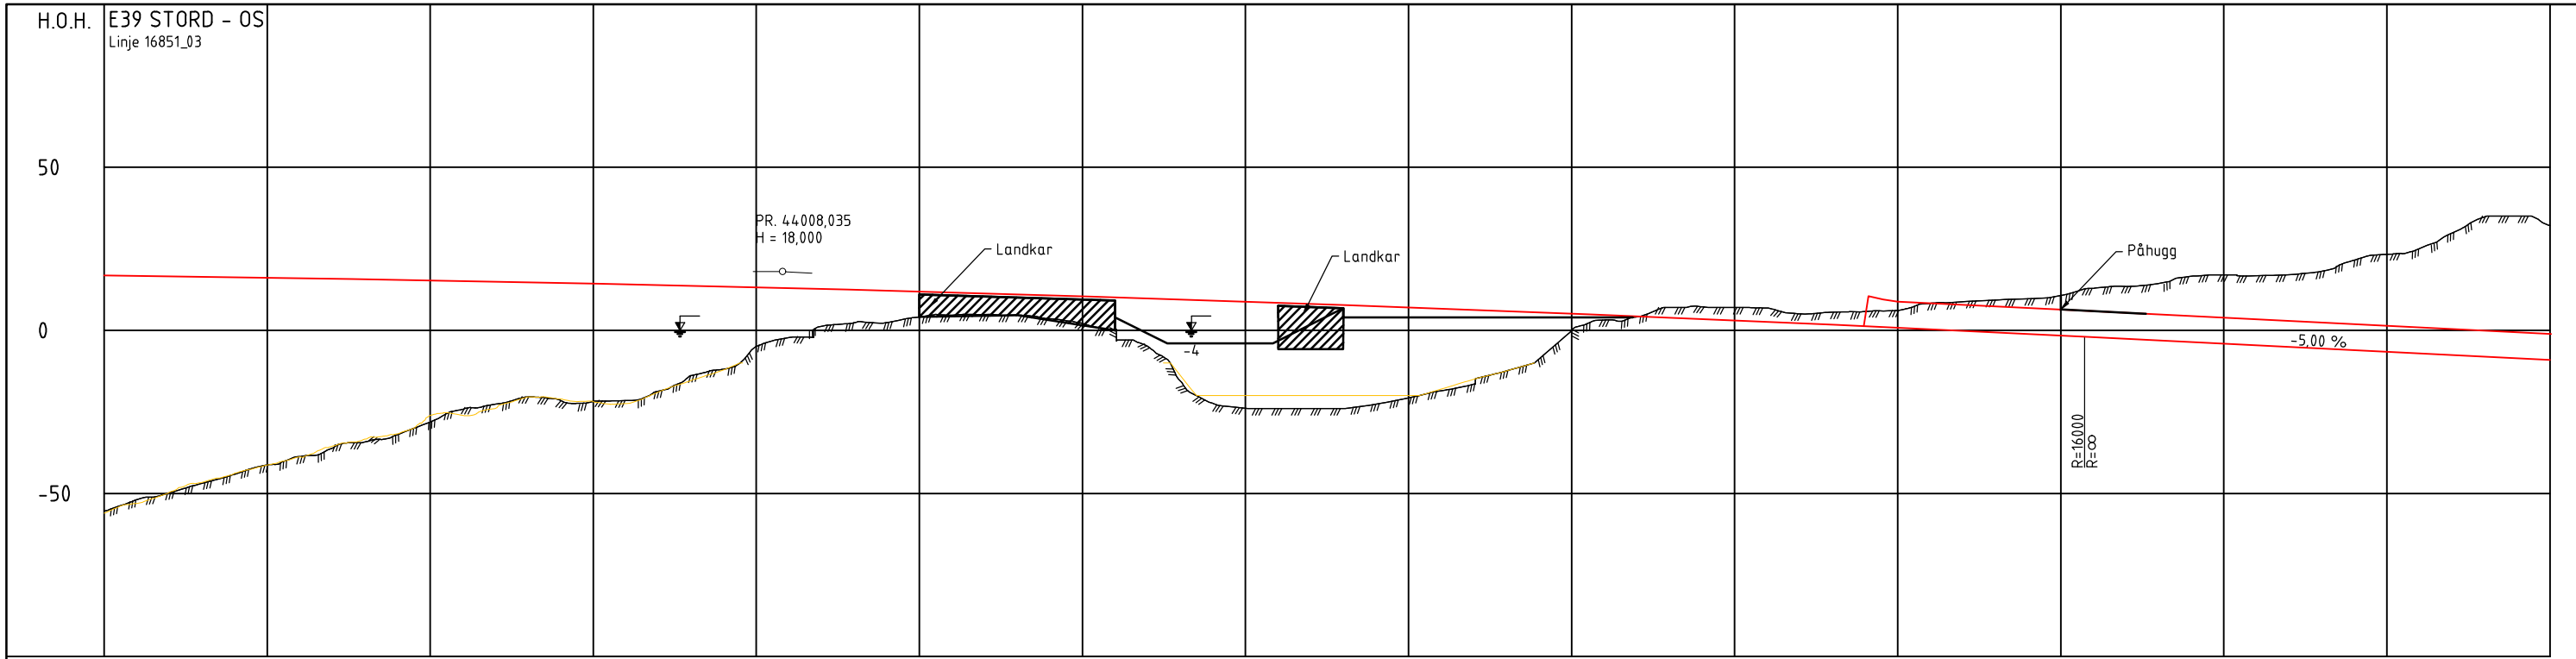 H.O.H.
E39 STORD - OS
Linje 16851_03
50
PR. 44008,035
H = 18,000
Landkar
Landkar
Påhugg
0
-4
-5,00 %
R=16000
R=∞
-50